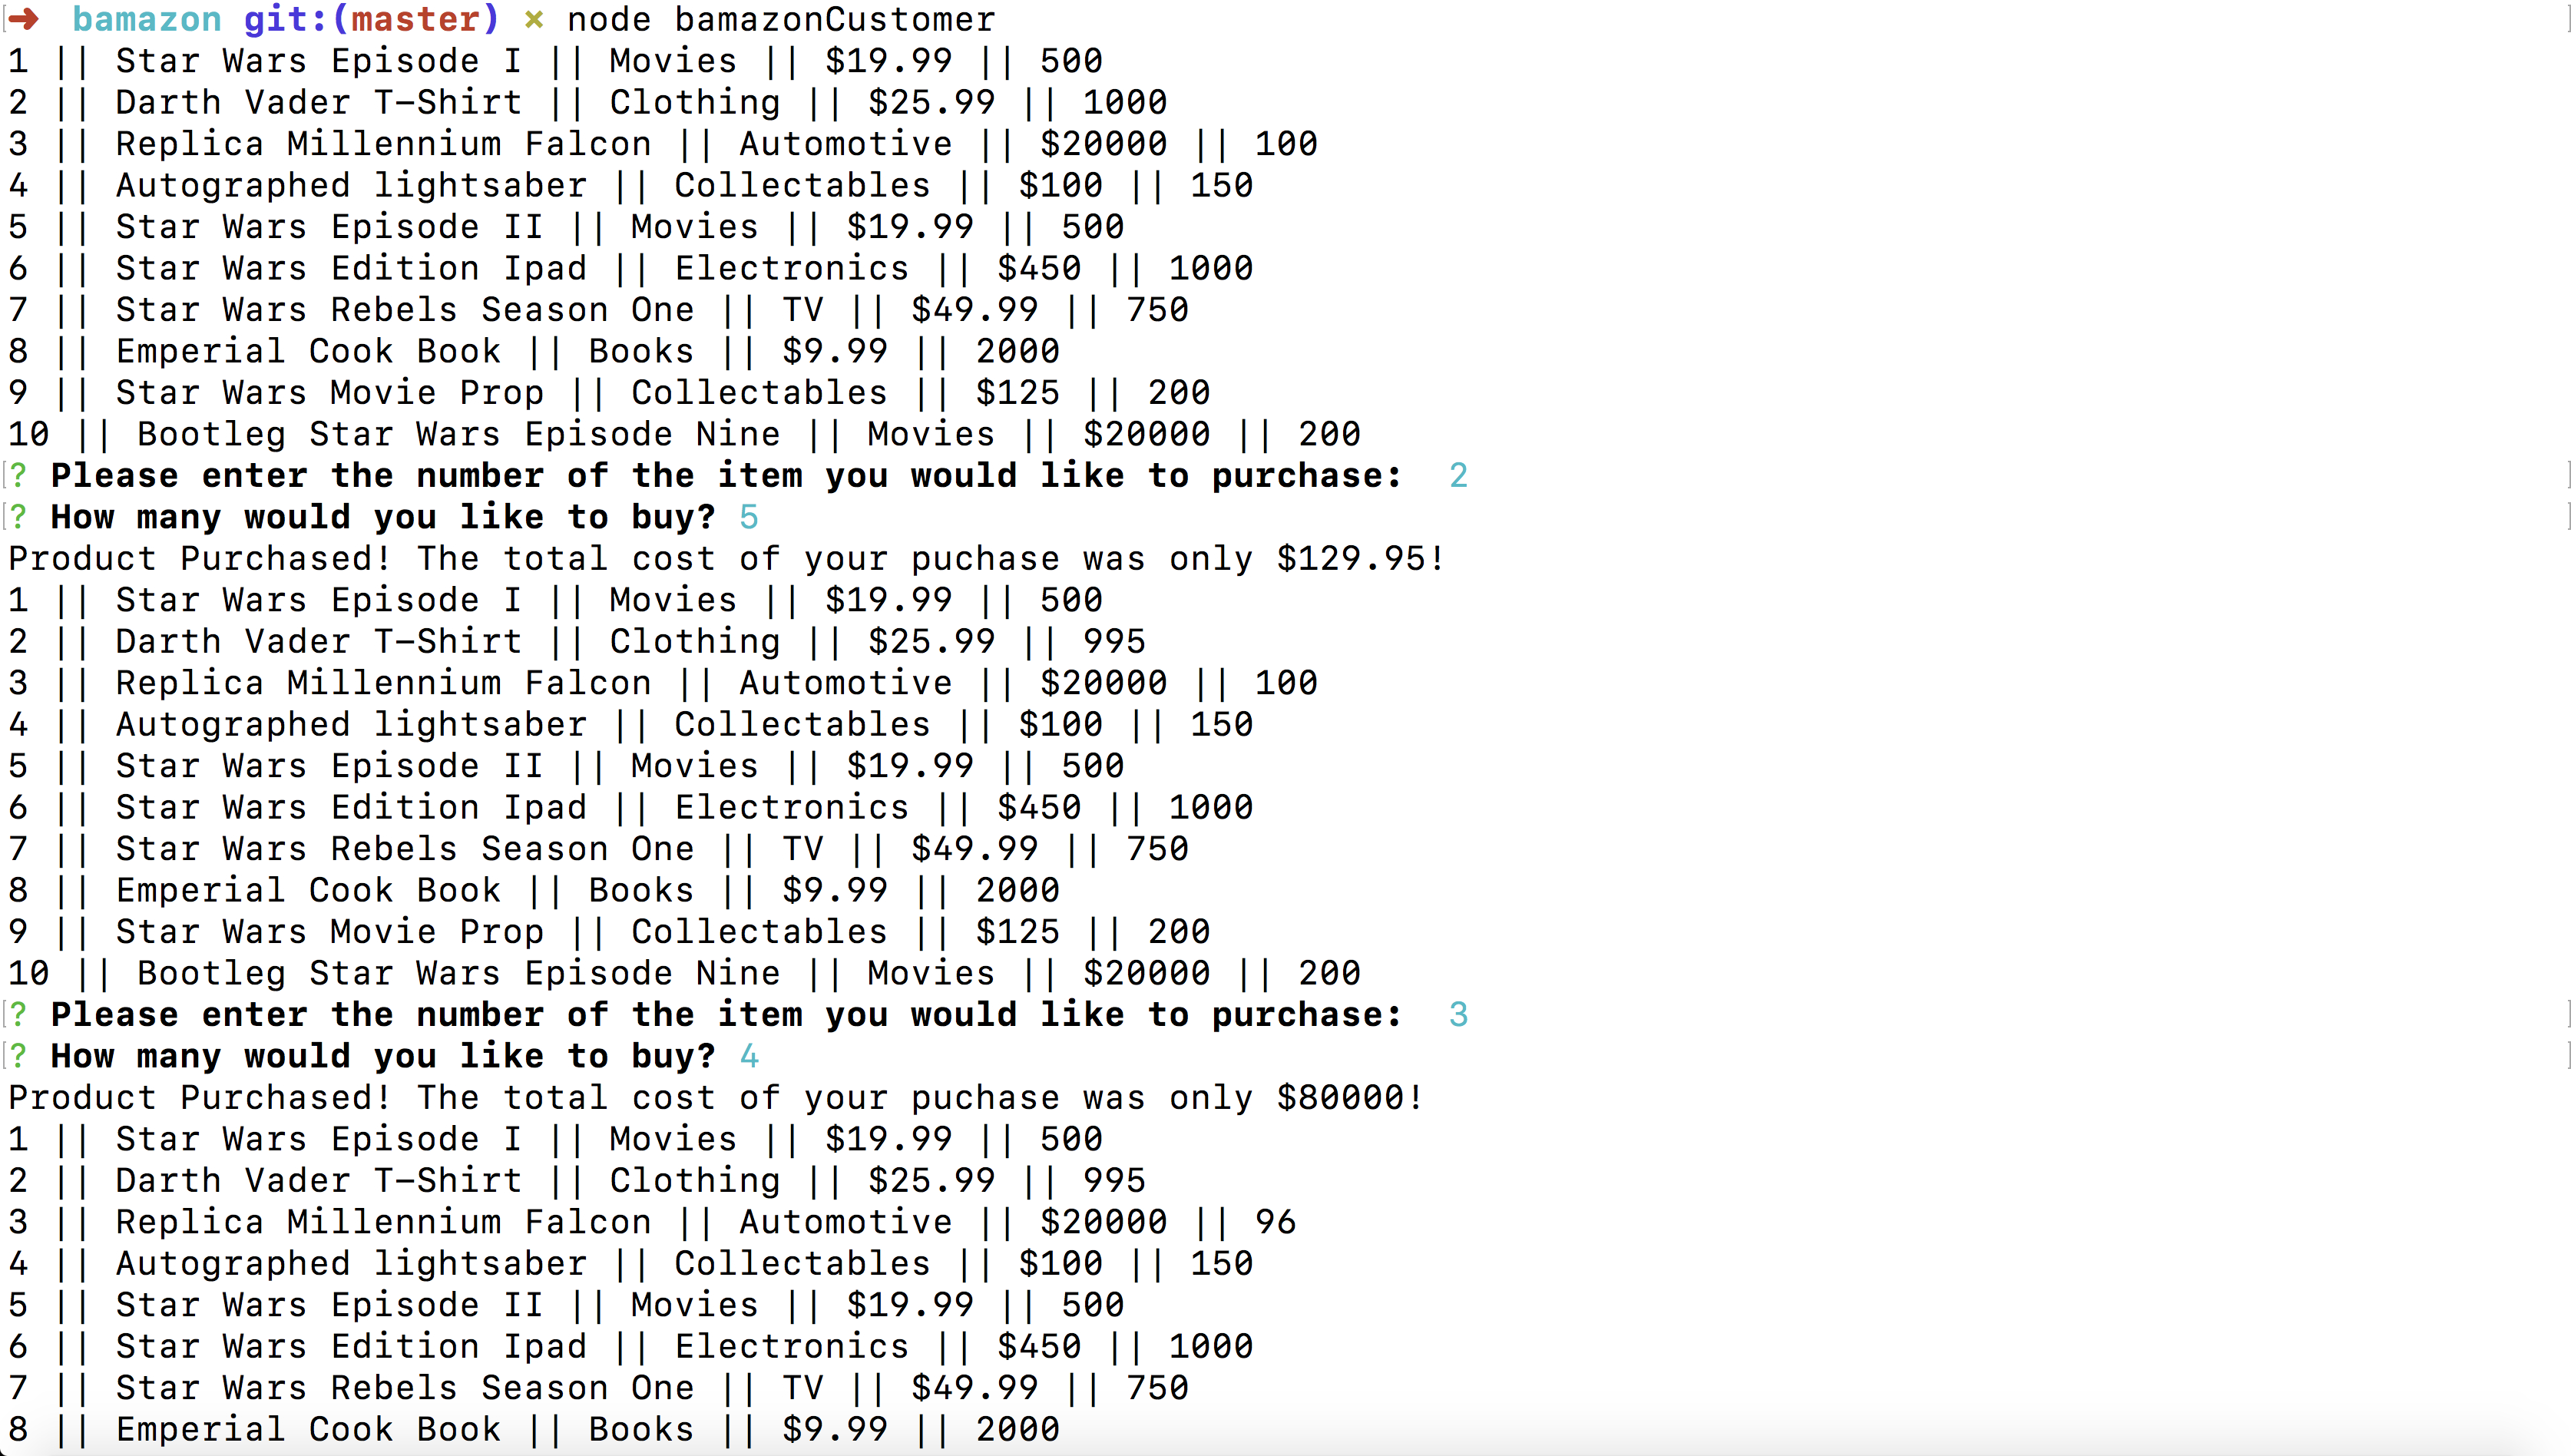 ➜  bamazon git:(master) × node bamazonCustomer
1 || Star Wars Episode I || Movies || $19.99 || 500
2 || Darth Vader T-Shirt || Clothing || $25.99 || 1000
3 || Replica Millennium Falcon || Automotive || $20000 || 100
4 || Autographed lightsaber || Collectables || $100 || 150
5 || Star Wars Episode II || Movies || $19.99 || 500
6 || Star Wars Edition Ipad || Electronics || $450 || 1000
7 || Star Wars Rebels Season One || TV || $49.99 || 750
8 || Emperial Cook Book || Books || $9.99 || 2000
9 || Star Wars Movie Prop || Collectables || $125 || 200
10 || Bootleg Star Wars Episode Nine || Movies || $20000 || 200
? Please enter the number of the item you would like to purchase:  2
? How many would you like to buy? 5
Product Purchased! The total cost of your puchase was only $129.95!
1 || Star Wars Episode I || Movies || $19.99 || 500
2 || Darth Vader T-Shirt || Clothing || $25.99 || 995
3 || Replica Millennium Falcon || Automotive || $20000 || 100
4 || Autographed lightsaber || Collectables || $100 || 150
5 || Star Wars Episode II || Movies || $19.99 || 500
6 || Star Wars Edition Ipad || Electronics || $450 || 1000
7 || Star Wars Rebels Season One || TV || $49.99 || 750
8 || Emperial Cook Book || Books || $9.99 || 2000
9 || Star Wars Movie Prop || Collectables || $125 || 200
10 || Bootleg Star Wars Episode Nine || Movies || $20000 || 200
? Please enter the number of the item you would like to purchase:  3
? How many would you like to buy? 4
Product Purchased! The total cost of your puchase was only $80000!
1 || Star Wars Episode I || Movies || $19.99 || 500
2 || Darth Vader T-Shirt || Clothing || $25.99 || 995
3 || Replica Millennium Falcon || Automotive || $20000 || 96
4 || Autographed lightsaber || Collectables || $100 || 150
5 || Star Wars Episode II || Movies || $19.99 || 500
6 || Star Wars Edition Ipad || Electronics || $450 || 1000
7 || Star Wars Rebels Season One || TV || $49.99 || 750
8 || Emperial Cook Book || Books || $9.99 || 2000